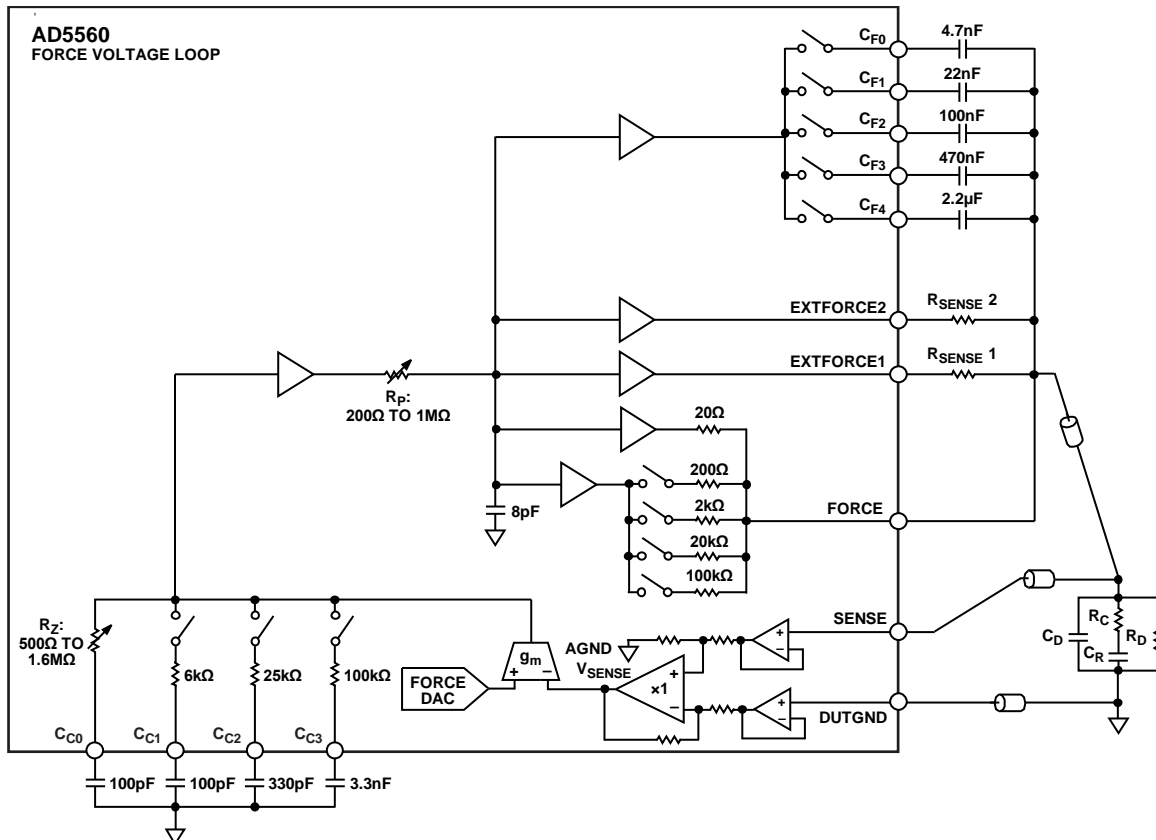 AD5560
FORCE VOLTAGE LOOP
CF0
4.7nF
CF1
22nF
CF2
100nF
CF3
470nF
CF4
2.2µF
EXTFORCE2
RSENSE 2
EXTFORCE1
RSENSE 1
RP:
200Ω TO 1MΩ
20Ω
200Ω
8pF
2kΩ
FORCE
20kΩ
100kΩ
RZ:
500Ω TO
1.6MΩ
6kΩ
25kΩ
100kΩ
gm
+ −
FORCE
DAC
AGND
VSENSE
×1
+
−
+
−
+
−
SENSE
DUTGND
CD
RC
CR
RD
CC0
CC1
CC2
CC3
100pF
100pF
330pF
3.3nF